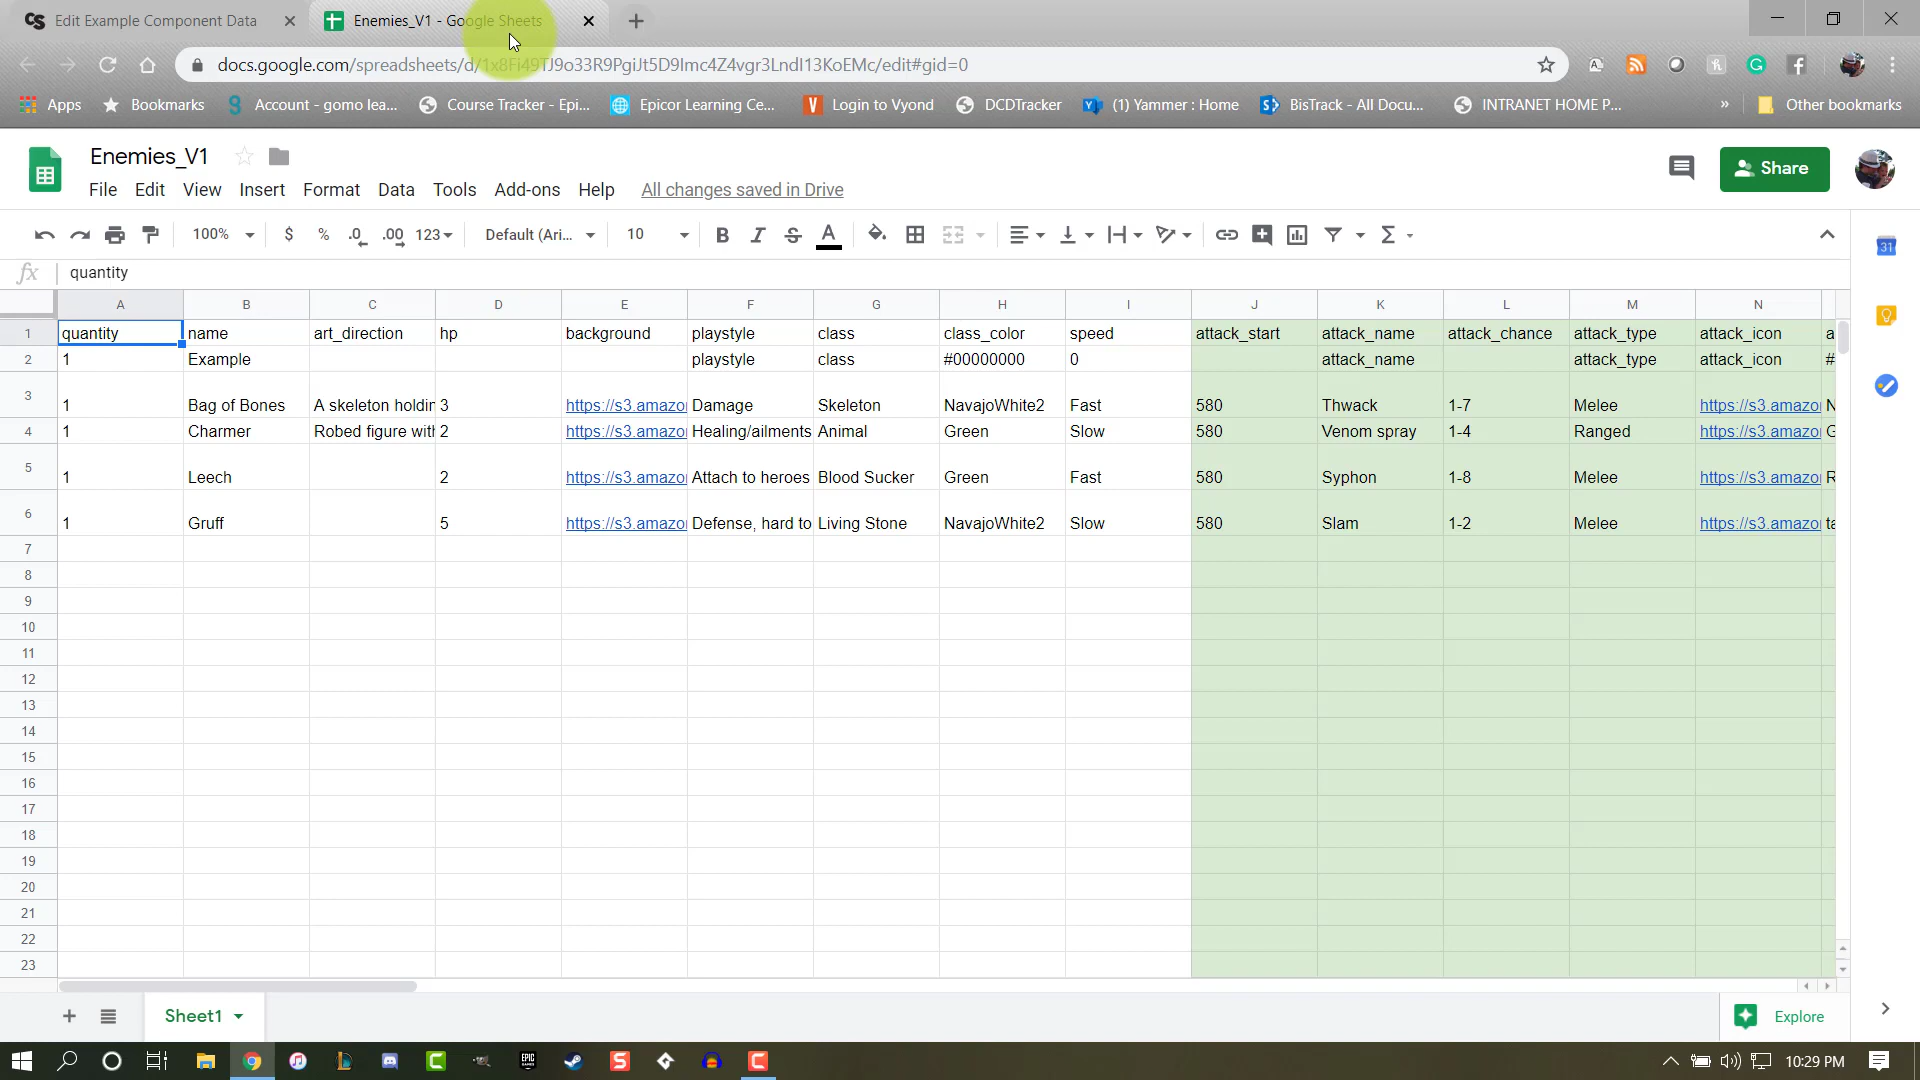 Edit Example Component Data
Enemies_V1 - Google Sheets
docs.google.com/spreadsheets/d/1x8Fj49TJ9o33R9PgiJt5D9Imc4Z4vgr3LndI13KoEMc/edit#gid=0
Apps Bookmarks Account - gomo lea... Course Tracker - Epi... Epicor Learning Ce... Login to Vyond DCDTracker (1) Yammer : Home BisTrack - All Docu... INTRANET HOME P... » Other bookmarks
Enemies_V1
Share
File Edit View Insert Format Data Tools Add-ons Help All changes saved in Drive
100% $ % .0 .00 123 Default (Ari... 10 B I S A Σ
31
fx quantity
A B C D E F G H I J K L M N
1 quantity name art_direction hp background playstyle class class_color speed attack_start attack_name attack_chance attack_type attack_icon a
2 1 Example playstyle class #00000000 0 attack_name attack_type attack_icon #
3 1 Bag of Bones A skeleton holdin 3 https://s3.amazo Damage Skeleton NavajoWhite2 Fast 580 Thwack 1-7 Melee https://s3.amazo N
4 1 Charmer Robed figure with 2 https://s3.amazo Healing/ailments Animal Green Slow 580 Venom spray 1-4 Ranged https://s3.amazo G
5 1 Leech 2 https://s3.amazo Attach to heroes Blood Sucker Green Fast 580 Syphon 1-8 Melee https://s3.amazo R
6 1 Gruff 5 https://s3.amazo Defense, hard to Living Stone NavajoWhite2 Slow 580 Slam 1-2 Melee https://s3.amazo ta
7
8
9
10
11
12
13
14
15
16
17
18
19
20
21
22
23
Sheet1
Explore
10:29 PM